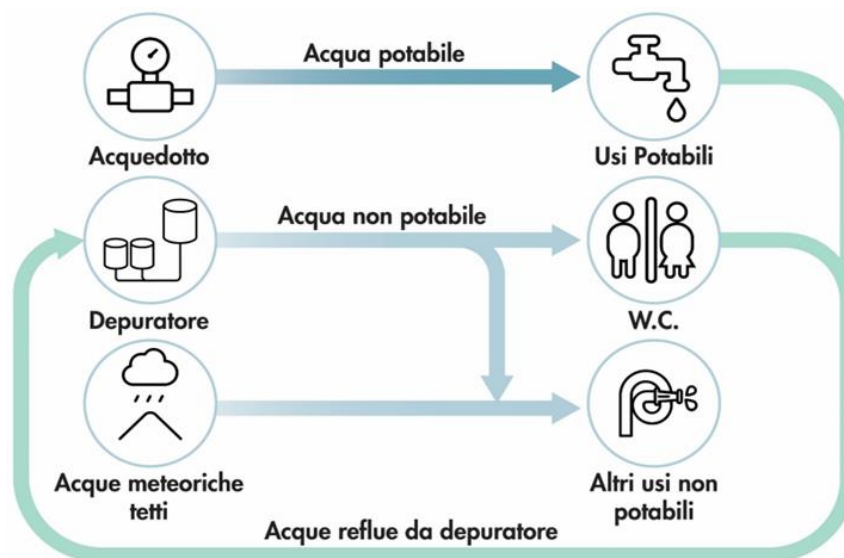 Acqua potabile
Acquedotto
Usi Potabili
Acqua non potabile
Depuratore
W.C.
Acque meteoriche
tetti
Altri usi non
potabili
Acque reflue da depuratore